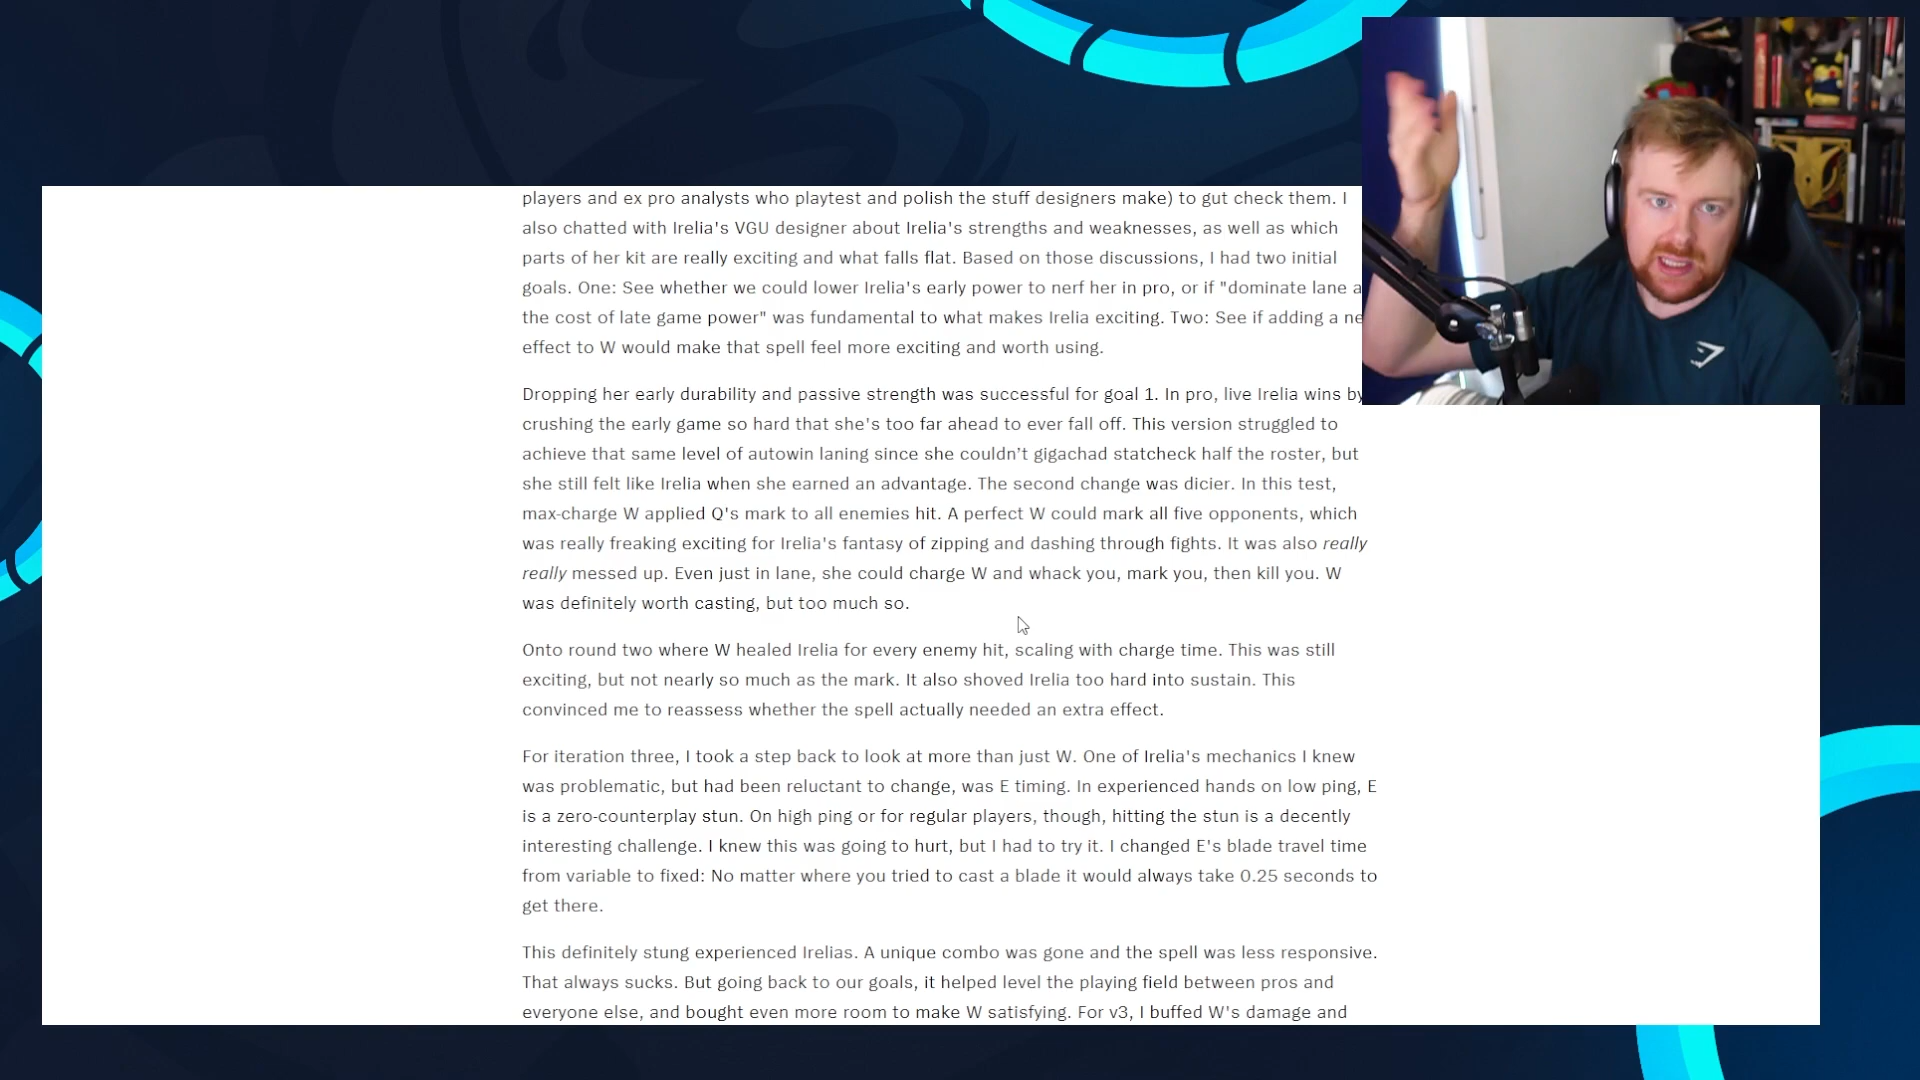 players and ex pro analysts who playtest and polish the stuff designers make) to gut check them. I
also chatted with Irelia's VGU designer about Irelia's strengths and weaknesses, as well as which
parts of her kit are really exciting and what falls flat. Based on those discussions, I had two initial
goals. One: See whether we could lower Irelia's early power to nerf her in pro, or if "dominate lane a
the cost of late game power" was fundamental to what makes Irelia exciting. Two: See if adding a ne
effect to W would make that spell feel more exciting and worth using.
Dropping her early durability and passive strength was successful for goal 1. In pro, live Irelia wins by
crushing the early game so hard that she's too far ahead to ever fall off. This version struggled to
achieve that same level of autowin laning since she couldn't gigachad statcheck half the roster, but
she still felt like Irelia when she earned an advantage. The second change was dicier. In this test,
max-charge W applied Q's mark to all enemies hit. A perfect W could mark all five opponents, which
was really freaking exciting for Irelia's fantasy of zipping and dashing through fights. It was also really
really messed up. Even just in lane, she could charge W and whack you, mark you, then kill you. W
was definitely worth casting, but too much so.
Onto round two where W healed Irelia for every enemy hit, scaling with charge time. This was still
exciting, but not nearly so much as the mark. It also shoved Irelia too hard into sustain. This
convinced me to reassess whether the spell actually needed an extra effect.
For iteration three, I took a step back to look at more than just W. One of Irelia's mechanics I knew
was problematic, but had been reluctant to change, was E timing. In experienced hands on low ping, E
is a zero-counterplay stun. On high ping or for regular players, though, hitting the stun is a decently
interesting challenge. I knew this was going to hurt, but I had to try it. I changed E's blade travel time
from variable to fixed: No matter where you tried to cast a blade it would always take 0.25 seconds to
get there.
This definitely stung experienced Irelias. A unique combo was gone and the spell was less responsive.
That always sucks. But going back to our goals, it helped level the playing field between pros and
everyone else, and bought even more room to make W satisfying. For v3, I buffed W's damage and